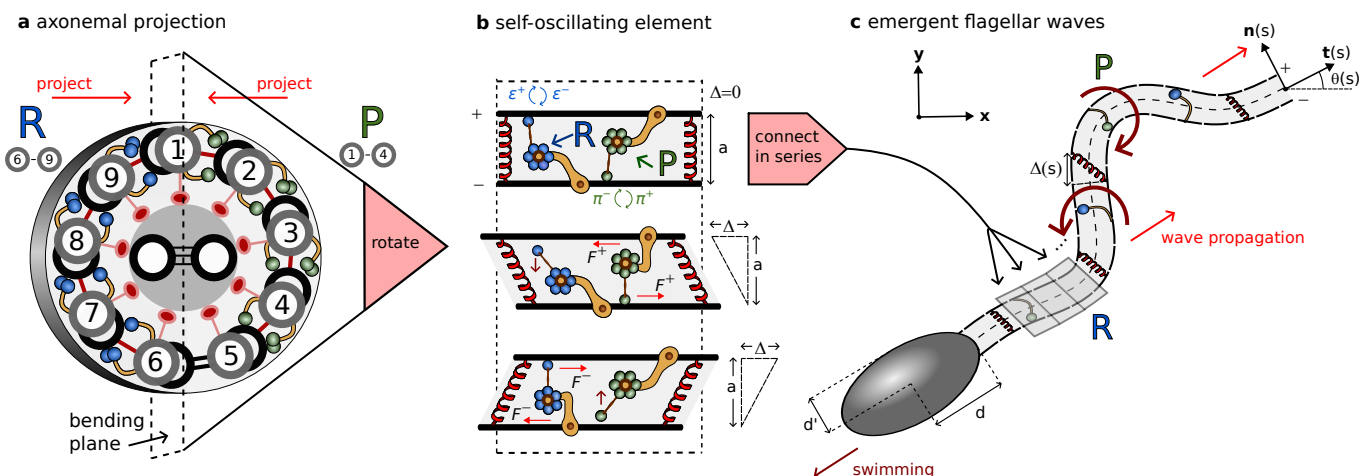 a axonemal projection
project
project
R
6 - 9
P
1 - 4
1
2
3
4
5
6
7
8
9
rotate
bending
plane
b self-oscillating element
ε⁺ ε⁻
Δ=0
+
R
P
a
−
π⁻ π⁺
Δ
F⁺
F⁺
a
Δ
F⁻
F⁻
a
connect
in series
c emergent flagellar waves
y
x
n(s)
t(s)
+
θ(s)
−
P
Δ(s)
wave propagation
R
d'
d
swimming